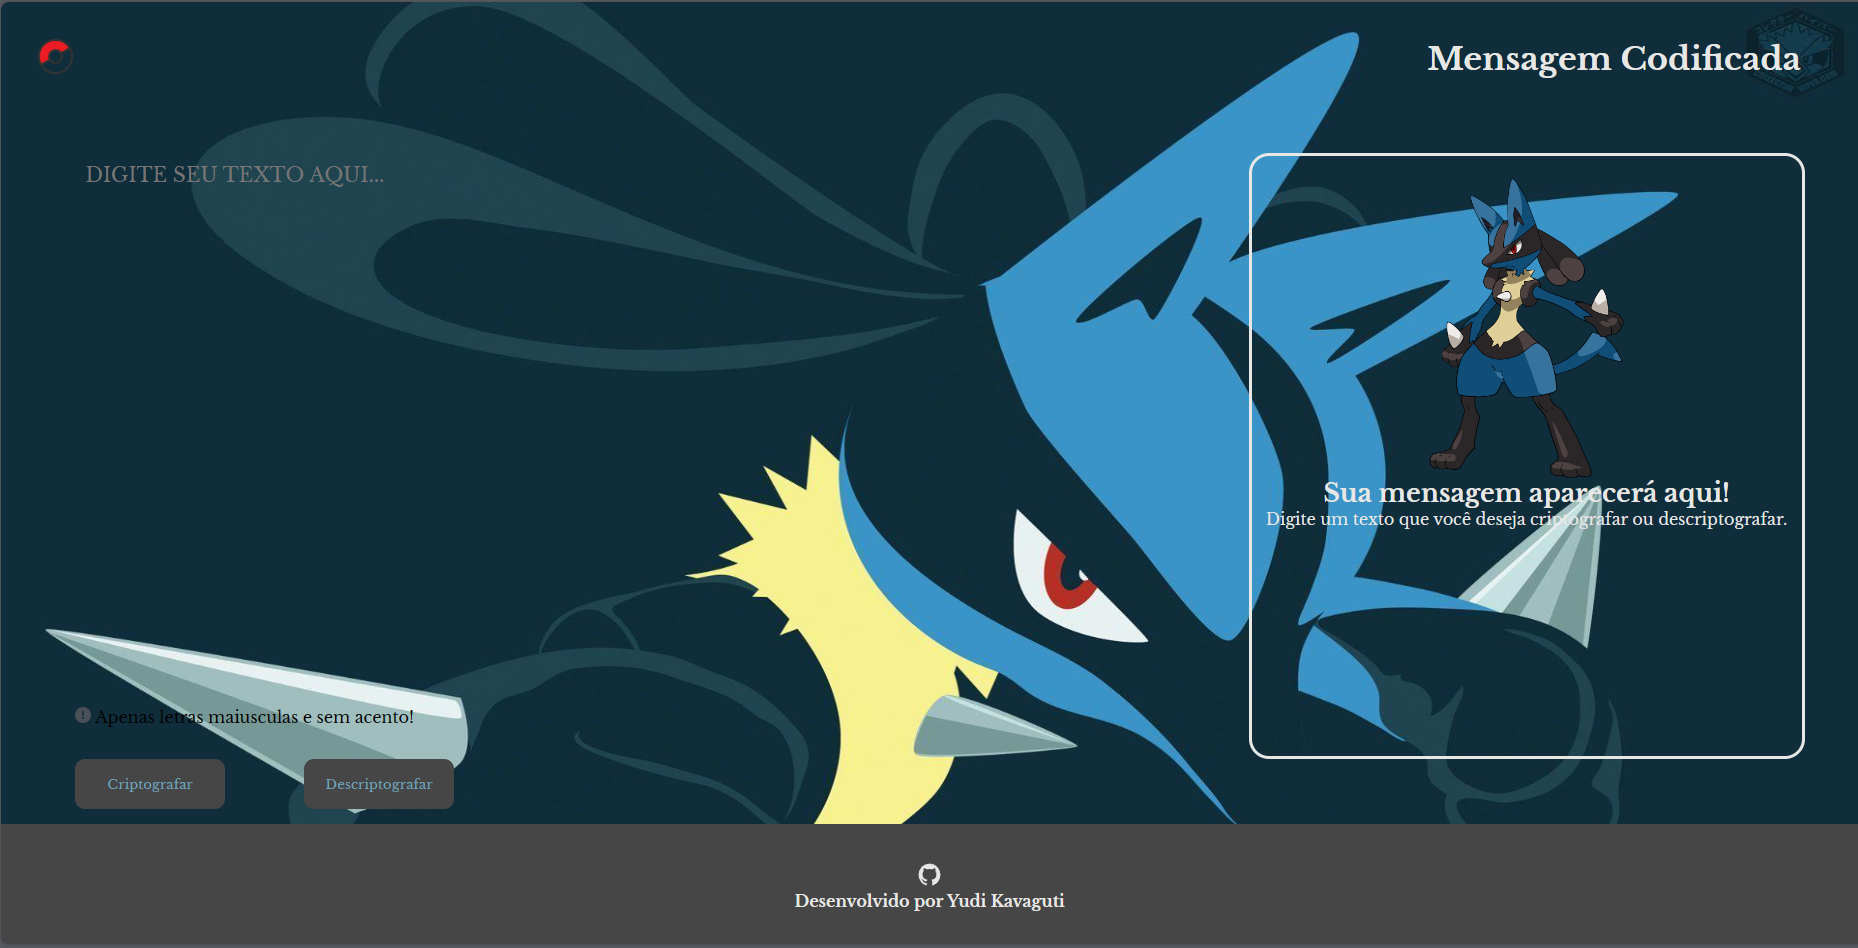 Mensagem Codificada
DIGITE SEU TEXTO AQUI...
Sua mensagem aparecerá aqui!
Digite um texto que você deseja criptografar ou descriptografar.
Apenas letras maiusculas e sem acento!
Criptografar
Descriptografar
Desenvolvido por Yudi Kavaguti